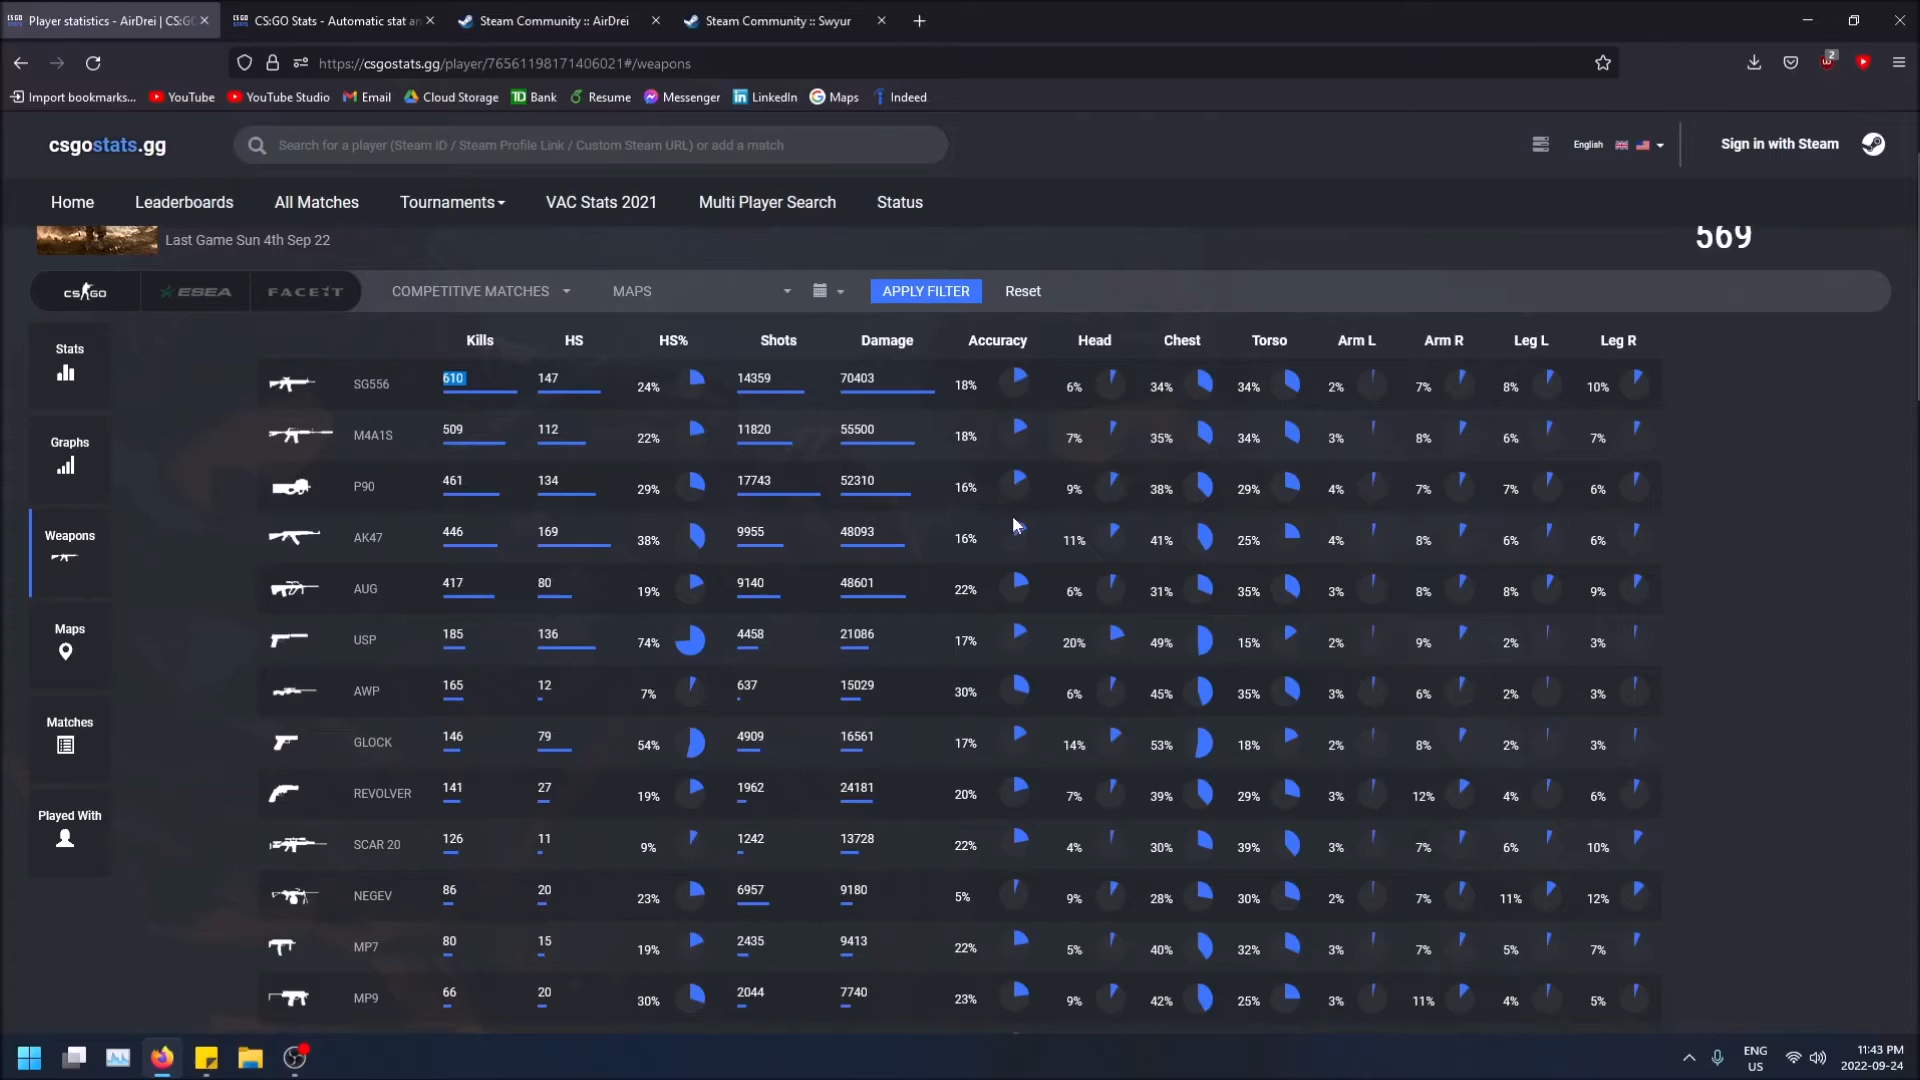 Player statistics - AirDrei | CS:GO
CS:GO Stats - Automatic stat an
Steam Community :: AirDrei
Steam Community :: Swyur
https://csgostats.gg/player/76561198171406021#/weapons
2
Import bookmarks...
YouTube
YouTube Studio
Email
Cloud Storage
TD Bank
Resume
Messenger
LinkedIn
Maps
Indeed
csgostats.gg
Search for a player (Steam ID / Steam Profile Link / Custom Steam URL) or add a match
English
Sign in with Steam
Home
Leaderboards
All Matches
Tournaments
VAC Stats 2021
Multi Player Search
Status
Last Game Sun 4th Sep 22
569
CS:GO
ESEA
FACEIT
COMPETITIVE MATCHES
MAPS
APPLY FILTER
Reset
Stats
Graphs
Weapons
Maps
Matches
Played With
Kills HS HS% Shots Damage Accuracy Head Chest Torso Arm L Arm R Leg L Leg R
SG556 610 147 24% 14359 70403 18% 6% 34% 34% 2% 7% 8% 10%
M4A1S 509 112 22% 11820 55500 18% 7% 35% 34% 3% 8% 6% 7%
P90 461 134 29% 17743 52310 16% 9% 38% 29% 4% 7% 7% 6%
AK47 446 169 38% 9955 48093 16% 11% 41% 25% 4% 8% 6% 6%
AUG 417 80 19% 9140 48601 22% 6% 31% 35% 3% 8% 8% 9%
USP 185 136 74% 4458 21086 17% 20% 49% 15% 2% 9% 2% 3%
AWP 165 12 7% 637 15029 30% 6% 45% 35% 3% 6% 2% 3%
GLOCK 146 79 54% 4909 16561 17% 14% 53% 18% 2% 8% 2% 3%
REVOLVER 141 27 19% 1962 24181 20% 7% 39% 29% 3% 12% 4% 6%
SCAR 20 126 11 9% 1242 13728 22% 4% 30% 39% 3% 7% 6% 10%
NEGEV 86 20 23% 6957 9180 5% 9% 28% 30% 2% 7% 11% 12%
MP7 80 15 19% 2435 9413 22% 5% 40% 32% 3% 7% 5% 7%
MP9 66 20 30% 2044 7740 23% 9% 42% 25% 3% 11% 4% 5%
ENG
US
11:43 PM
2022-09-24